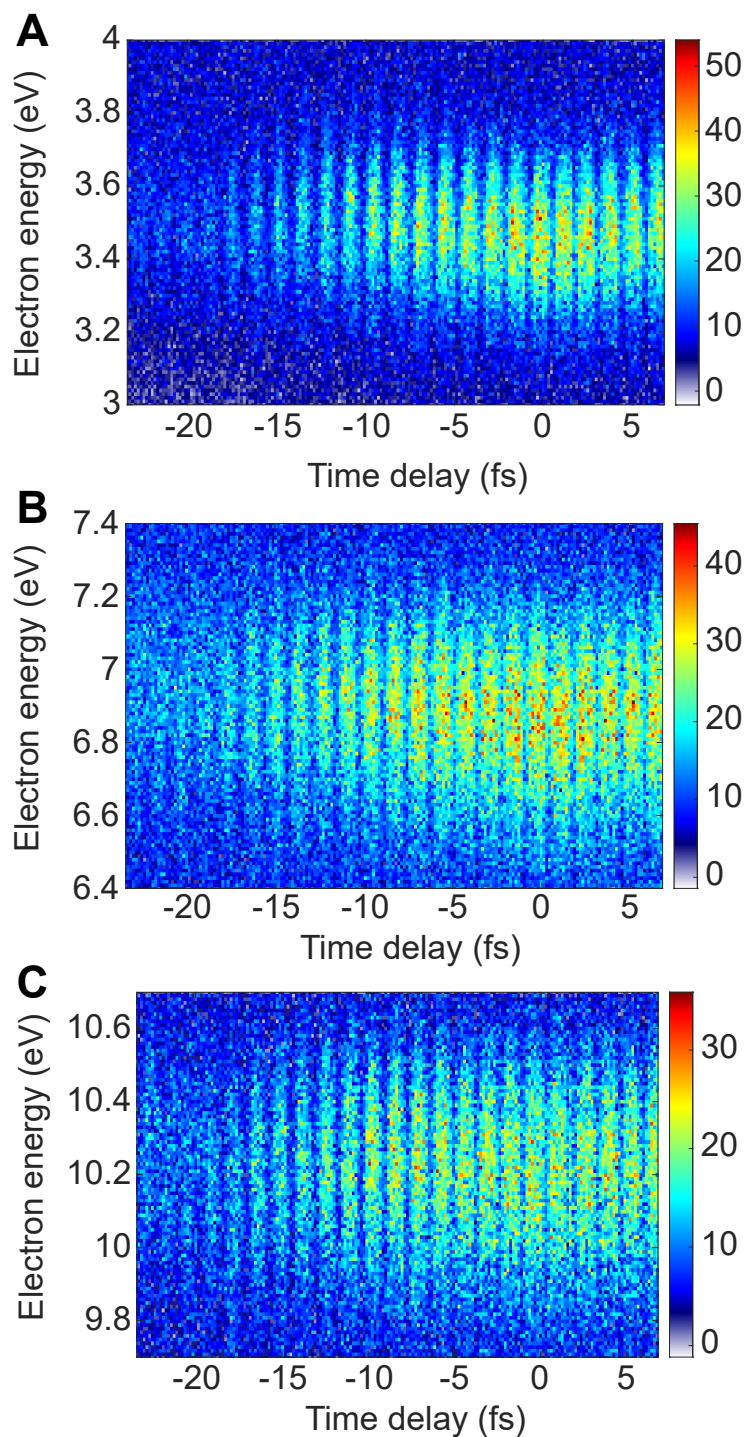 A
Electron energy (eV)
4
3.8
3.6
3.4
3.2
3
-20 -15 -10 -5 0 5
Time delay (fs)
50
40
30
20
10
0
B
Electron energy (eV)
7.4
7.2
7
6.8
6.6
6.4
-20 -15 -10 -5 0 5
Time delay (fs)
40
30
20
10
0
C
Electron energy (eV)
10.6
10.4
10.2
10
9.8
-20 -15 -10 -5 0 5
Time delay (fs)
30
20
10
0